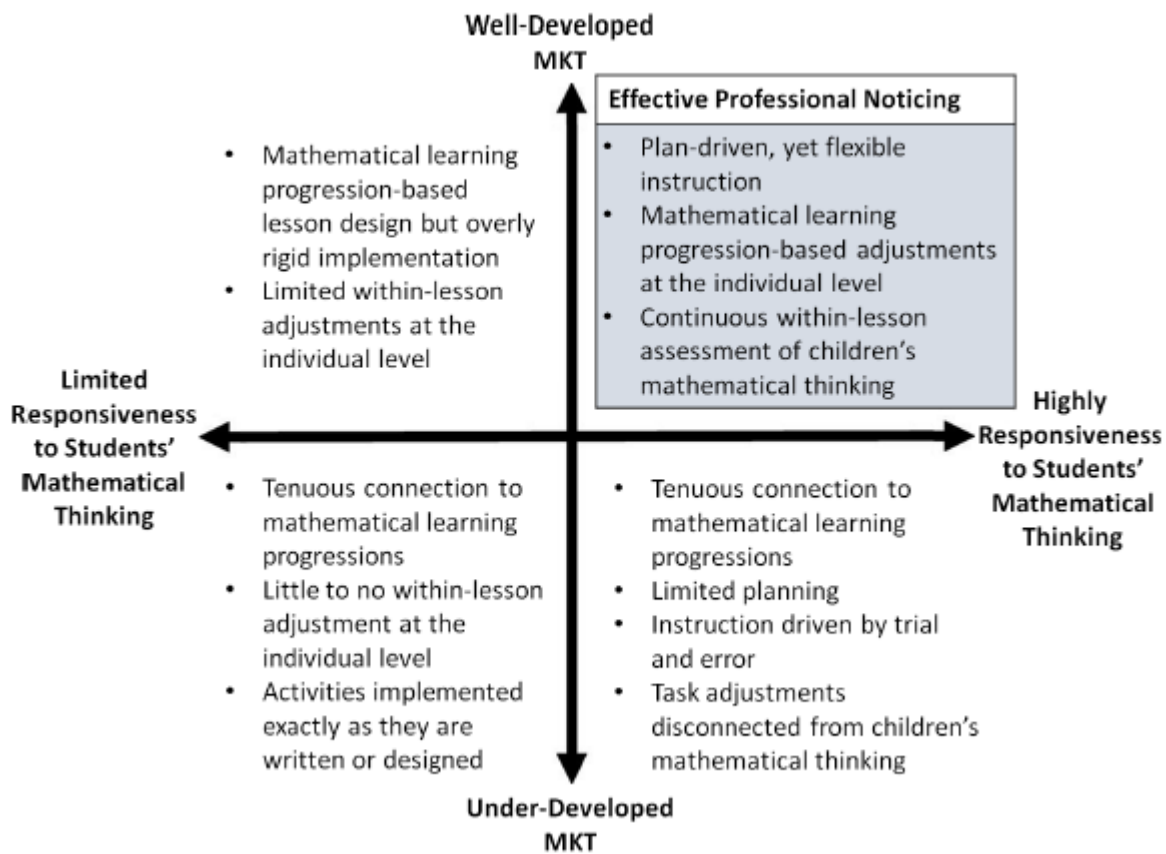 Well-Developed
MKT
Effective Professional Noticing
• Plan-driven, yet flexible
instruction
• Mathematical learning
progression-based adjustments
at the individual level
• Continuous within-lesson
assessment of children's
mathematical thinking
• Mathematical learning
progression-based
lesson design but overly
rigid implementation
• Limited within-lesson
adjustments at the
individual level
Limited
Responsiveness
to Students'
Mathematical
Thinking
Highly
Responsiveness
to Students'
Mathematical
Thinking
• Tenuous connection to
mathematical learning
progressions
• Little to no within-lesson
adjustment at the
individual level
• Activities implemented
exactly as they are
written or designed
• Tenuous connection to
mathematical learning
progressions
• Limited planning
• Instruction driven by trial
and error
• Task adjustments
disconnected from children's
mathematical thinking
Under-Developed
MKT